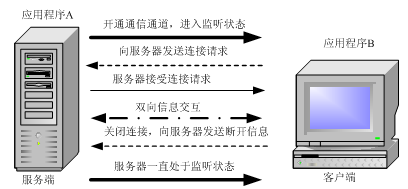 应用程序A
开通通信通道，进入监听状态
向服务器发送连接请求
应用程序B
服务器接受连接请求
双向信息交互
关闭连接，向服务器发送断开信息
服务器一直处于监听状态
服务端
客户端